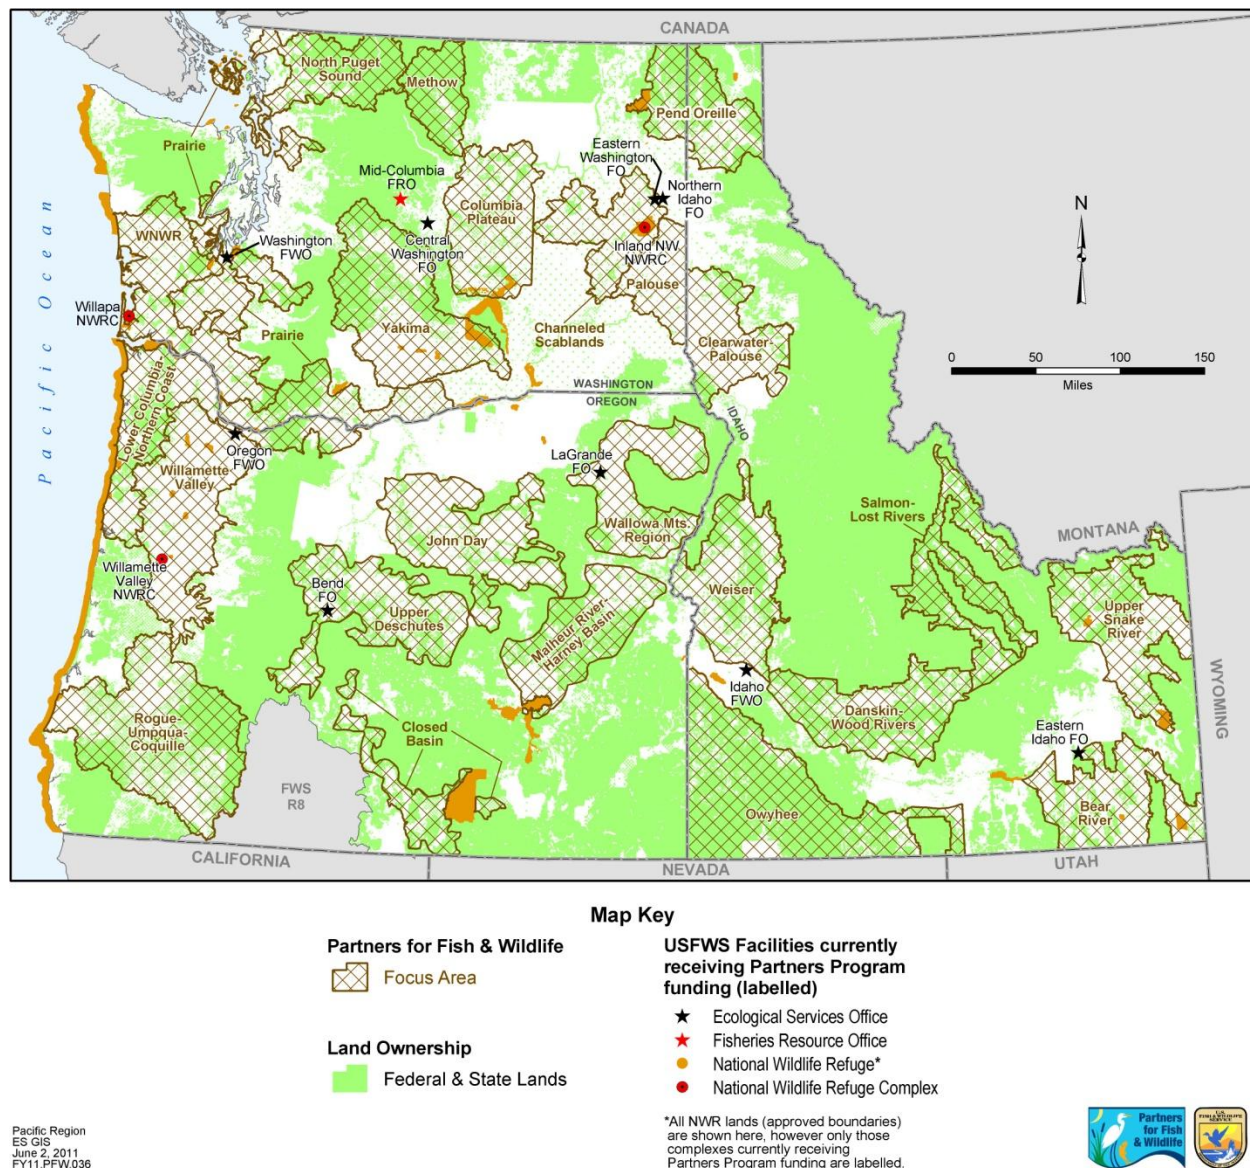 CANADA
North Puget
Sound
Methow
Pend Oreille
Prairie
Eastern
Washington
FO
Mid-Columbia
FRO
Northern
Idaho
FO
Columbia
Plateau
N
WNWR
Washington
FWO
Central
Washington
FO
Inland NW
NWRC
Palouse
Pacific Ocean
Willapa
NWRC
Prairie
Yakima
Channeled
Scablands
Clearwater-
Palouse
0 50 100 150
Miles
WASHINGTON
OREGON
IDAHO
Lower Columbia-
Northern Coast
Oregon
FWO
Willamette
Valley
LaGrande
FO
Salmon-
Lost Rivers
Wallowa Mts.
Region
John Day
MONTANA
Willamette
Valley
NWRC
Bend
FO
Upper
Deschutes
Weiser
Malheur River-
Harney Basin
Upper
Snake
River
WYOMING
Idaho
FWO
Danskin-
Wood Rivers
Rogue-
Umpqua-
Coquille
Closed
Basin
Eastern
Idaho FO
FWS
R8
Owyhee
Bear
River
CALIFORNIA
NEVADA
UTAH
Map Key
Partners for Fish & Wildlife
Focus Area
Land Ownership
Federal & State Lands
USFWS Facilities currently
receiving Partners Program
funding (labelled)
Ecological Services Office
Fisheries Resource Office
National Wildlife Refuge*
National Wildlife Refuge Complex
*All NWR lands (approved boundaries)
are shown here, however only those
complexes currently receiving
Partners Program funding are labelled.
Pacific Region
ES GIS
June 2, 2011
FY11.PFW.036
Partners
for Fish
& Wildlife
U.S.
FISH & WILDLIFE
SERVICE